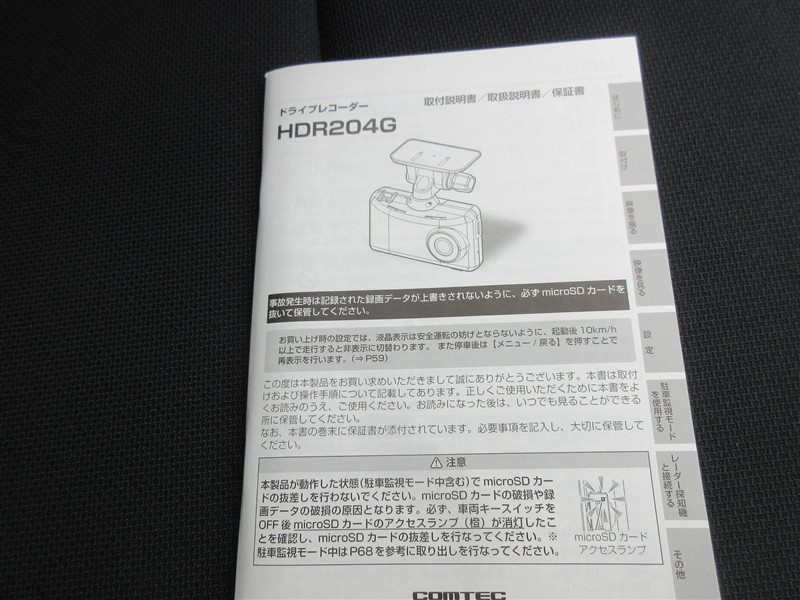 取付説明書／取扱説明書／保証書
ドライブレコーダー
HDR204G
事故発生時は記録された録画データが上書きされないように、必ず microSD カードを
抜いて保管してください。
お買い上げ時の設定では、液晶表示は安全運転の妨げとならないように、起動後 10km/h
以上で走行すると非表示に切替わります。 また停車後は【メニュー / 戻る】を押すことで
再表示を行います。(⇒ P59)
この度は本製品をお買い求めいただきまして誠にありがとうございます。本書は取付
けおよび操作手順について記載してあります。正しくご使用いただくために本書をよ
くお読みのうえ、ご使用ください。お読みになった後は、いつでも見ることができる
所に保管してください。
なお、本書の巻末に保証書が添付されています。必要事項を記入し、大切に保管して
ください。
⚠ 注意
本製品が動作した状態(駐車監視モード中含む)で microSD カー
ドの抜差しを行わないでください。microSD カードの破損や録
画データの破損の原因となります。必ず、車両キースイッチを
OFF 後 microSD カードのアクセスランプ（橙）が消灯したこ
とを確認し、microSD カードの抜差しを行なってください。※
駐車監視モード中は P68 を参考に取り出しを行なってください。
microSD カード
アクセスランプ
COMTEC
はじめに
取付け
映像を撮る
映像を見る
設定
駐車監視モード
を使用する
レーダー探知機
と接続する
その他